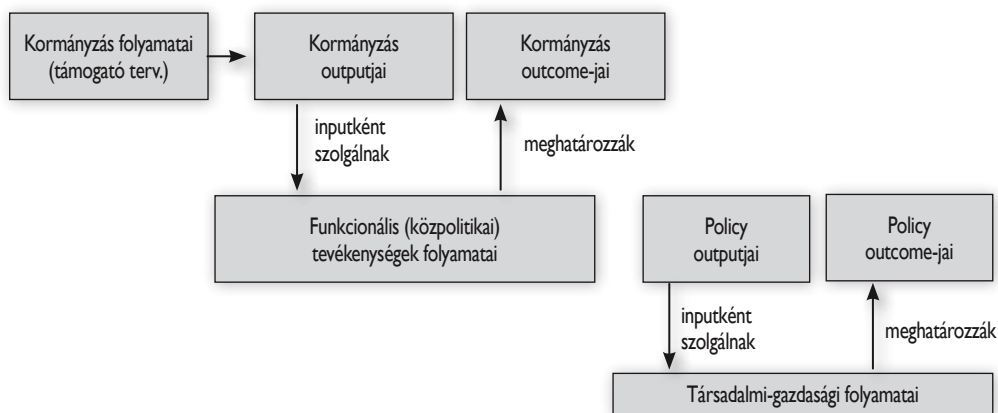 Kormányzás folyamatai
(támogató terv.)
Kormányzás
outputjai
Kormányzás
outcome-jai
inputként
szolgálnak
meghatározzák
Funkcionális (közpolitikai)
tevékenységek folyamatai
Policy
outputjai
Policy
outcome-jai
inputként
szolgálnak
meghatározzák
Társadalmi-gazdasági folyamatai